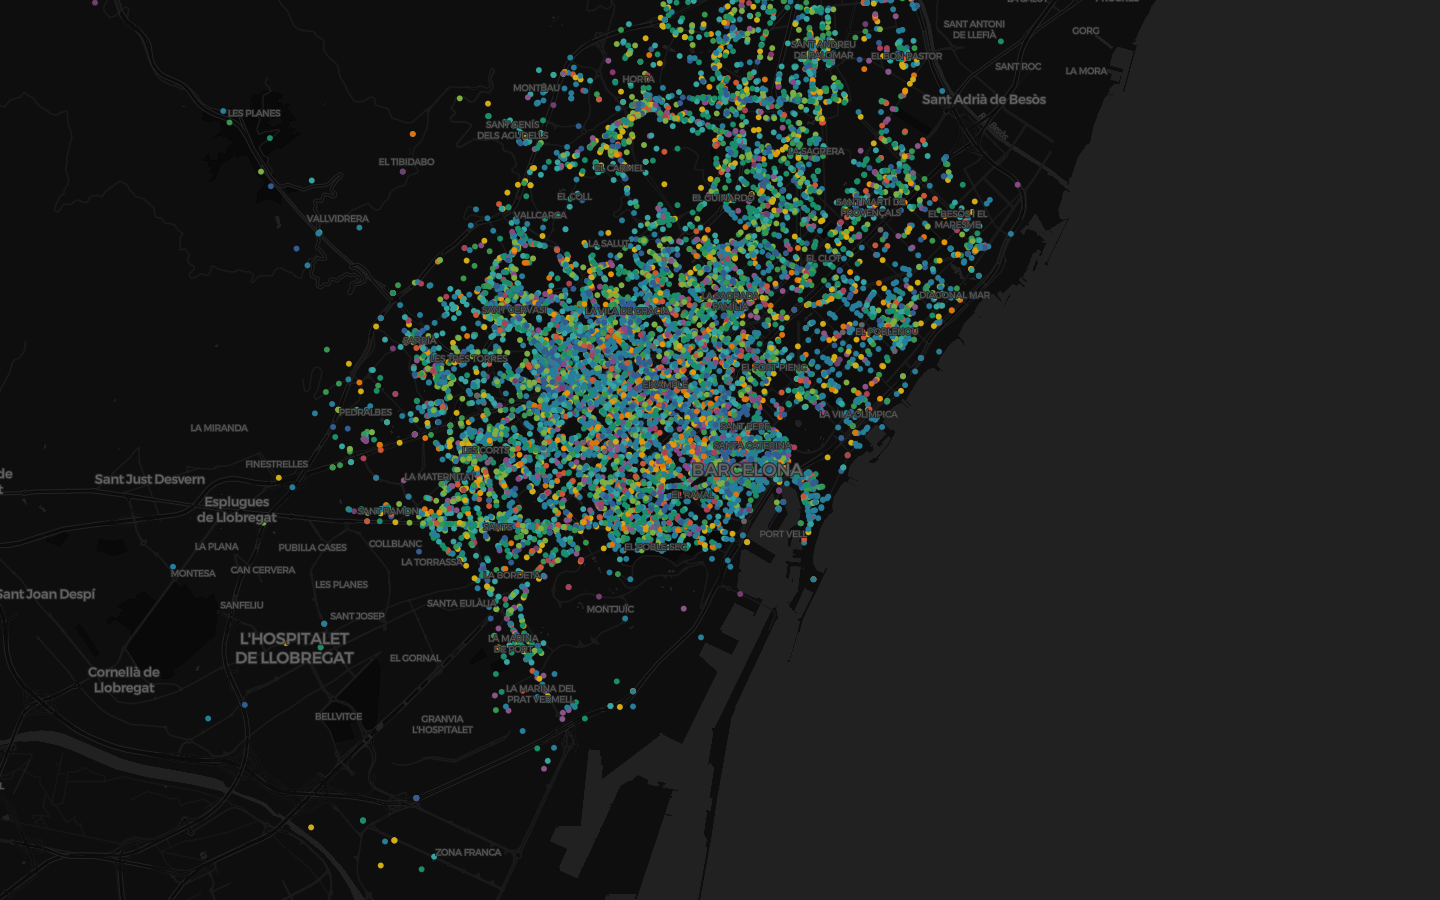 SANT ANTONI
DE LLEFIÀ
GORG
SANT ANDREU
DE PALOMAR
EL BON PASTOR
SANT ROC
LA MORA
HORTA
MONTBAU
Sant Adrià de Besòs
LES PLANES
SANT GENÍS
DELS AGUDELLS
R. Besòs
EL TIBIDABO
EL CARMEL
LA SAGRERA
EL COLL
EL GUINARDÓ
SANT MARTÍ DE
PROVENÇALS
VALLVIDRERA
VALLCARCA
EL BESÒS I EL
MARESME
LA SALUT
EL CLOT
DIAGONAL MAR
LA SAGRADA
FAMÍLIA
SANT GERVASI
LA VILA DE GRÀCIA
EL POBLENOU
SARRIÀ
LES TRES TORRES
EL FORT PIENC
EIXAMPLE
PEDRALBES
LA VILA OLÍMPICA
LA MIRANDA
SANT PERE
SANTA CATERINA
LES CORTS
FINESTRELLES
BARCELONA
de
t
Sant Just Desvern
LA MATERNITAT
EL RAVAL
Esplugues
de Llobregat
SANT RAMON
SANTS
PORT VELL
LA PLANA
PUBILLA CASES
COLLBLANC
EL POBLE SEC
LA TORRASSA
MONTESA
CAN CERVERA
LA BORDETA
LES PLANES
Sant Joan Despí
SANFELIU
SANTA EULÀLIA
MONTJUÏC
SANT JOSEP
L'HOSPITALET
DE LLOBREGAT
LA MARINA
DE PORT
EL GORNAL
Cornellà de
Llobregat
LA MARINA DEL
PRAT VERMELL
BELLVITGE
GRANVIA
L'HOSPITALET
ZONA FRANCA